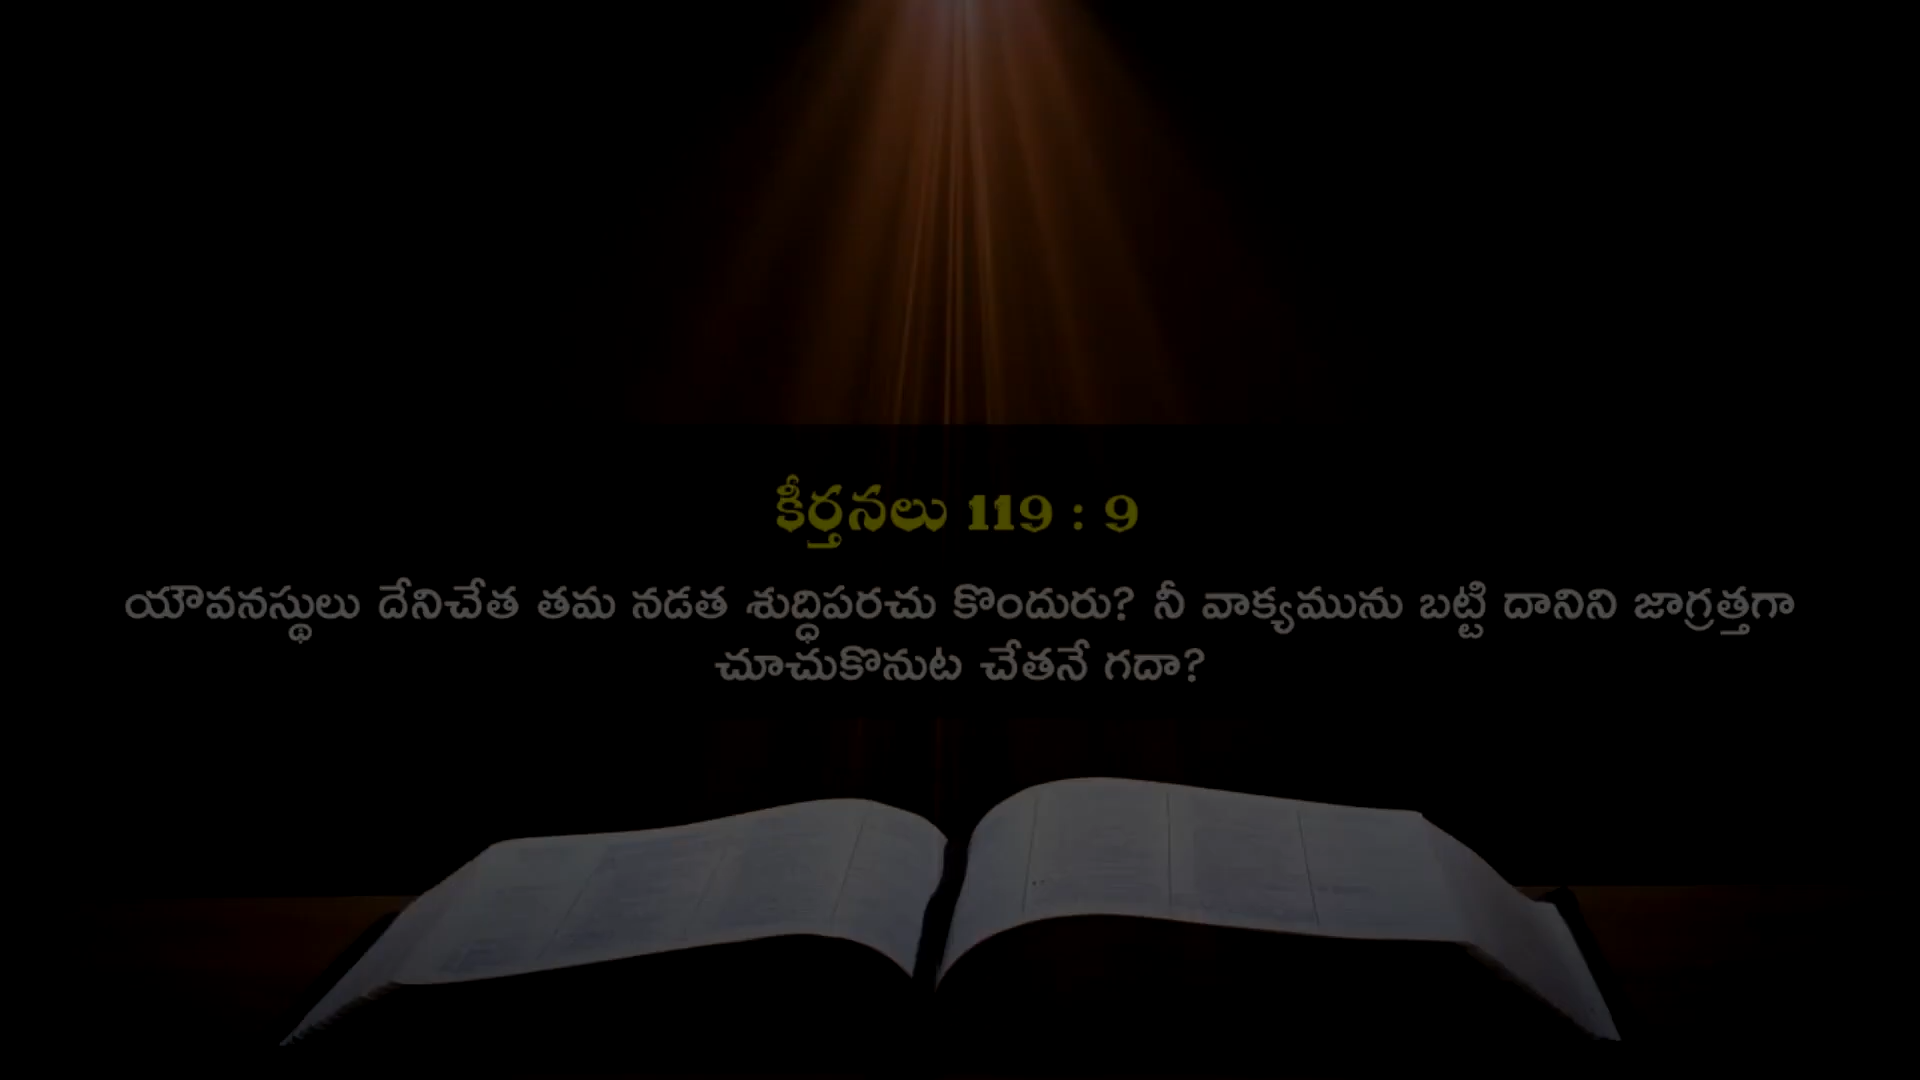 కీర్తనలు 119 : 9
యౌవనస్థులు దేనిచేత తమ నడత శుద్ధిపరచు కొందురు? నీ వాక్యమును బట్టి దానిని జాగ్రత్తగా
చూచుకొనుట చేతనే గదా?